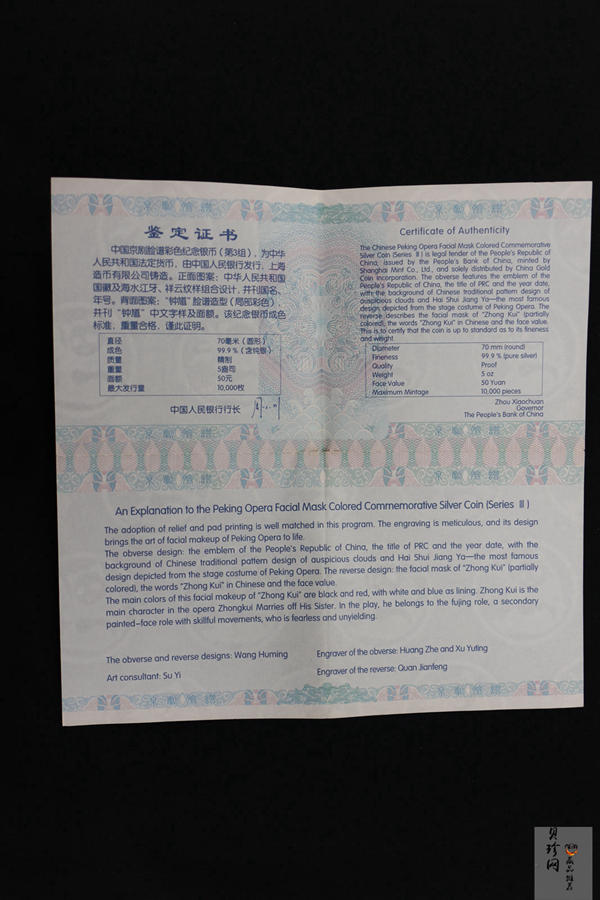 鉴定证书
中国京剧脸谱彩色纪念银币（第3组），为中华
人民共和国法定货币，由中国人民银行发行，上海
造币有限公司铸造。正面图案：中华人民共和国
国徽及海水江牙、祥云纹样组合设计，并刊国名、
年号。背面图案：“钟馗”脸谱造型（局部彩色），
并刊“钟馗”中文字样及面额。该纪念银币成色
标准，重量合格，谨此证明。
直径 70毫米（圆形）
成色 99.9％（含纯银）
质量 精制
重量 5盎司
面额 50元
最大发行量 10,000枚
中国人民银行行长
Certificate of Authenticity
The Chinese Peking Opera Facial Mask Colored Commemorative
Silver Coin (Series Ⅲ) is legal tender of the People's Republic of
China, issued by the People's Bank of China, minted by
Shanghai Mint Co., Ltd., and solely distributed by China Gold
Coin Incorporation. The obverse features the emblem of the
People's Republic of China, the title of PRC and the year date,
with the background of Chinese traditional pattern design of
auspicious clouds and Hai Shui Jiang Ya—the most famous
design depicted from the stage costume of Peking Opera. The
reverse describes the facial mask of "Zhong Kui" (partially
colored), the words "Zhong Kui" in Chinese and the face value.
This is to certify that the coin is up to standard as to its fineness
and weight.
Diameter 70 mm (round)
Fineness 99.9 % (pure silver)
Quality Proof
Weight 5 oz
Face Value 50 Yuan
Maximum Mintage 10,000 pieces
Zhou Xiaochuan
Governor
The People's Bank of China
An Explanation to the Peking Opera Facial Mask Colored Commemorative Silver Coin (Series Ⅲ)
The adoption of relief and pad printing is well matched in this program. The engraving is meticulous, and its design
brings the art of facial makeup of Peking Opera to life.
The obverse design: the emblem of the People's Republic of China, the title of PRC and the year date, with the
background of Chinese traditional pattern design of auspicious clouds and Hai Shui Jiang Ya—the most famous
design depicted from the stage costume of Peking Opera. The reverse design: the facial mask of "Zhong Kui" (partially
colored), the words "Zhong Kui" in Chinese and the face value.
The main colors of this facial makeup of "Zhong Kui" are black and red, with white and blue as lining. Zhong Kui is the
main character in the opera Zhongkui Marries off His Sister. In the play, he belongs to the fujing role, a secondary
painted-face role with skillful movements, who is fearless and unyielding.
The obverse and reverse designs: Wang Huming
Engraver of the obverse: Huang Zhe and Xu Yuting
Art consultant: Su Yi
Engraver of the reverse: Quan Jianfeng
贝珍网
藏品推荐